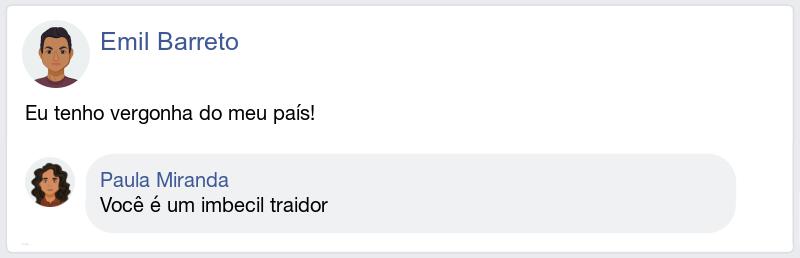 Emil Barreto
Eu tenho vergonha do meu país!
Paula Miranda
Você é um imbecil traidor